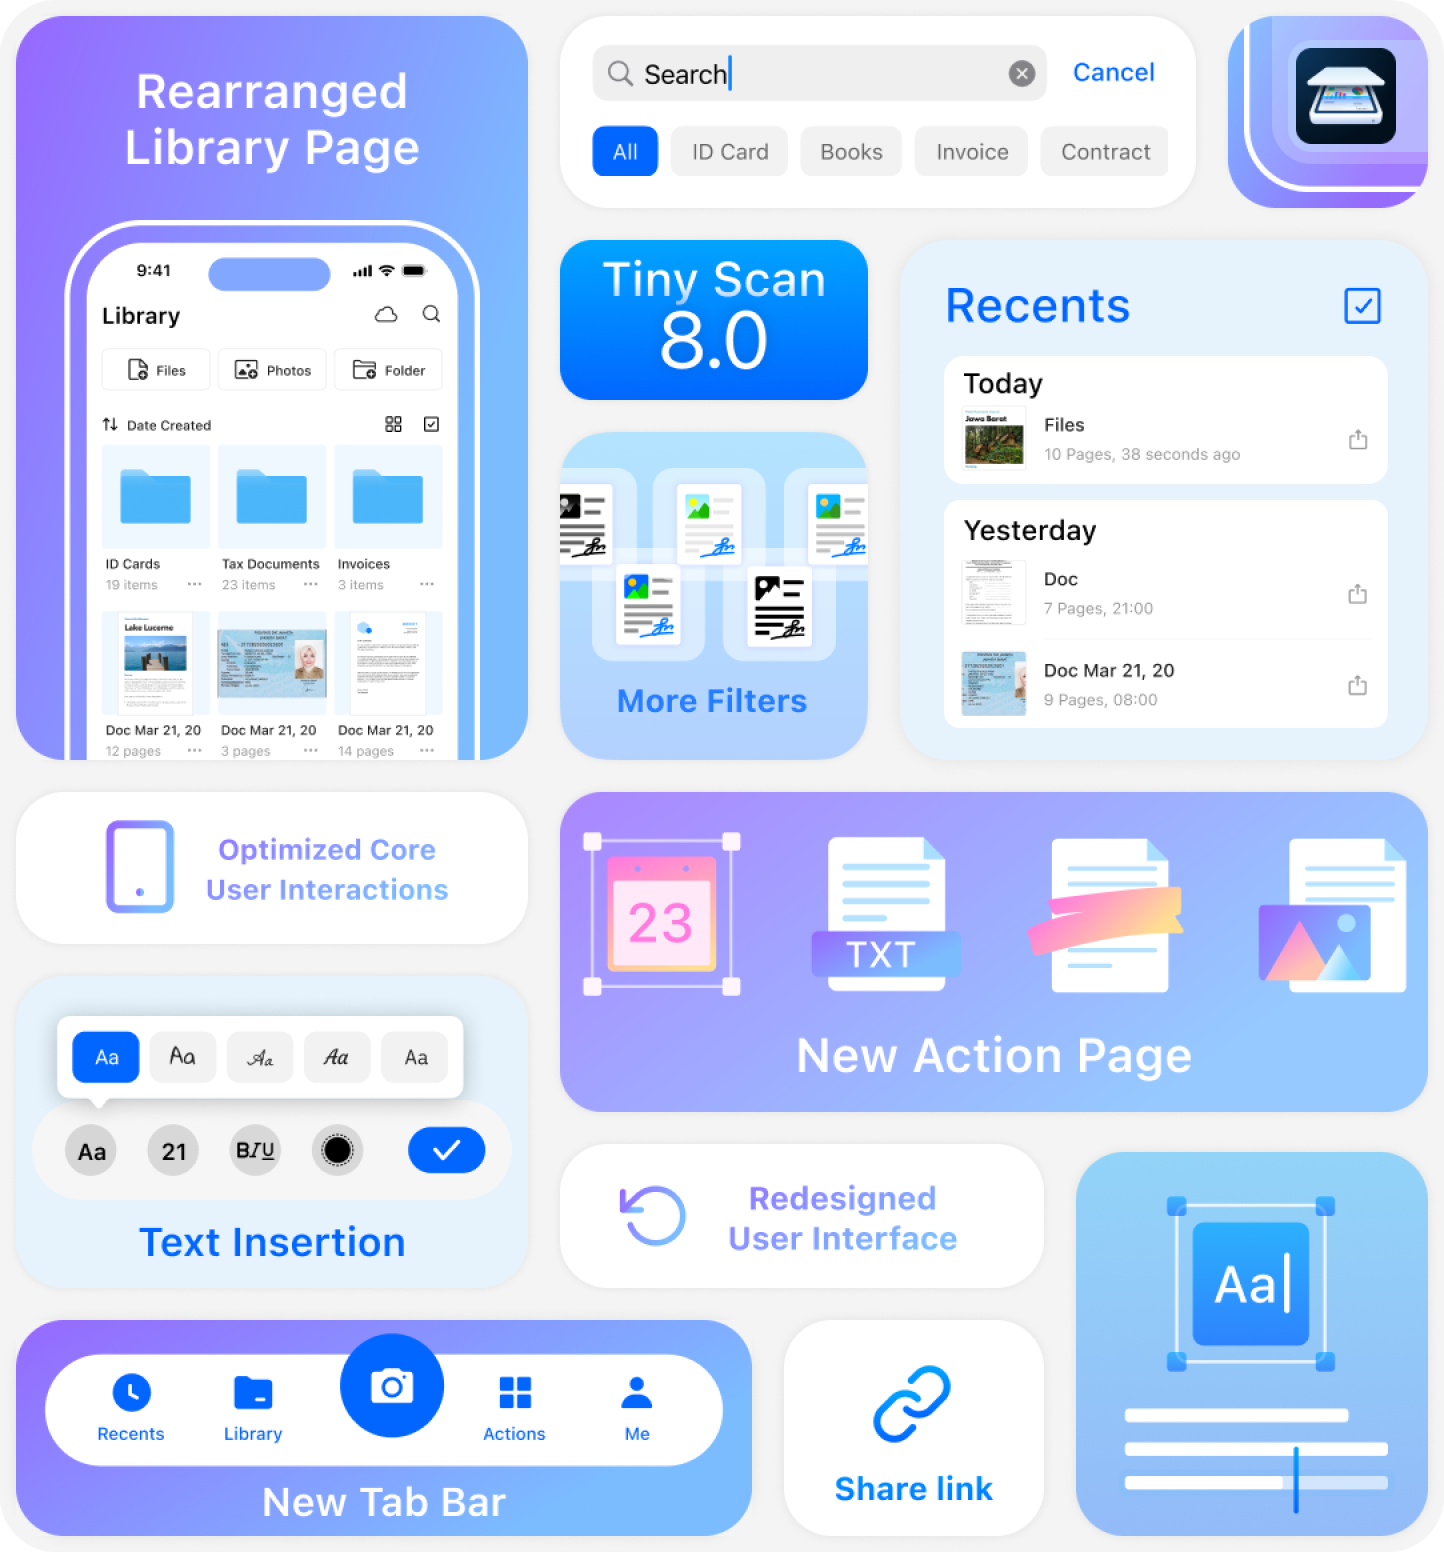 Rearranged
Library Page
9:41
Library
Files
Photos
Folder
Date Created
ID Cards
19 items
Tax Documents
23 items
Invoices
3 items
Lake Lucerne
Doc Mar 21, 20
12 pages
Doc Mar 21, 20
3 pages
Doc Mar 21, 20
14 pages
Search
Cancel
All
ID Card
Books
Invoice
Contract
Tiny Scan
8.0
More Filters
Recents
Today
Jawa Barat
Files
10 Pages, 38 seconds ago
Yesterday
Doc
7 Pages, 21:00
Doc Mar 21, 20
9 Pages, 08:00
Optimized Core
User Interactions
23
TXT
New Action Page
Aa
Aa
Aa
Aa
Aa
Aa
21
BIU
Text Insertion
Redesigned
User Interface
Aa
Recents
Library
Actions
Me
New Tab Bar
Share link